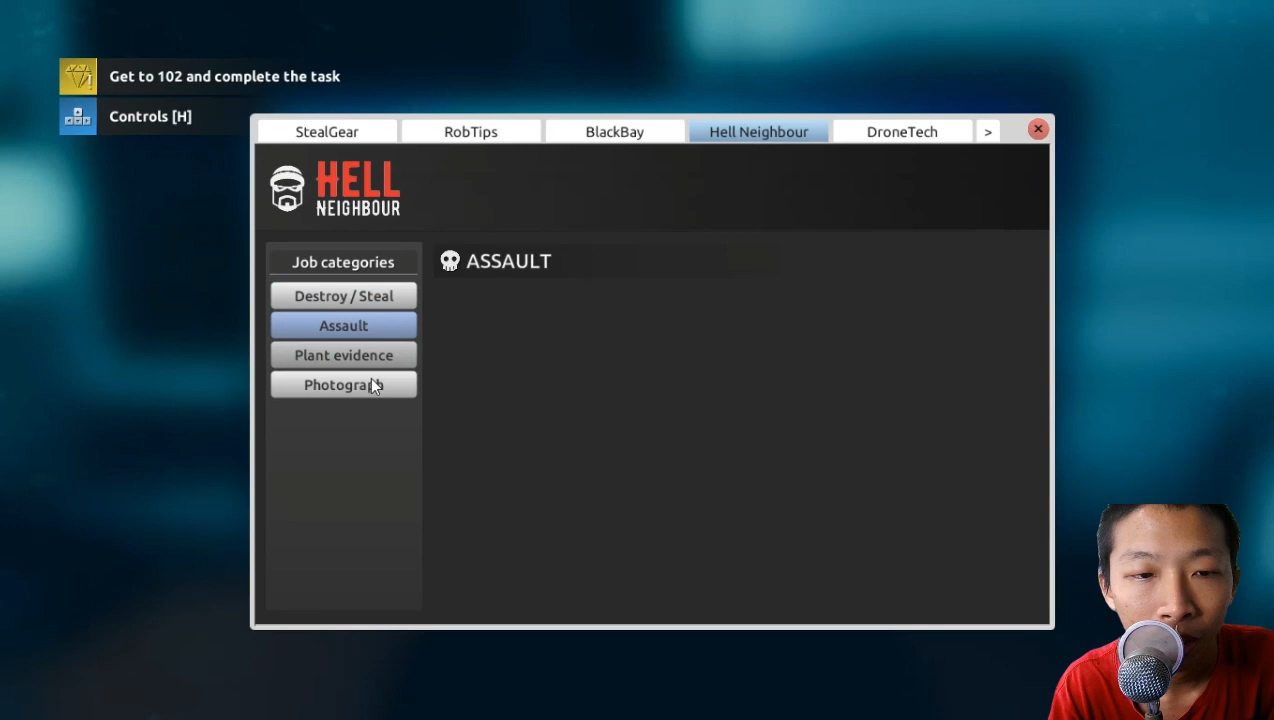 Get to 102 and complete the task
Controls [H]
StealGear
RobTips
BlackBay
Hell Neighbour
DroneTech
>
HELL
NEIGHBOUR
Job categories
Destroy / Steal
Assault
Plant evidence
Photograph
ASSAULT